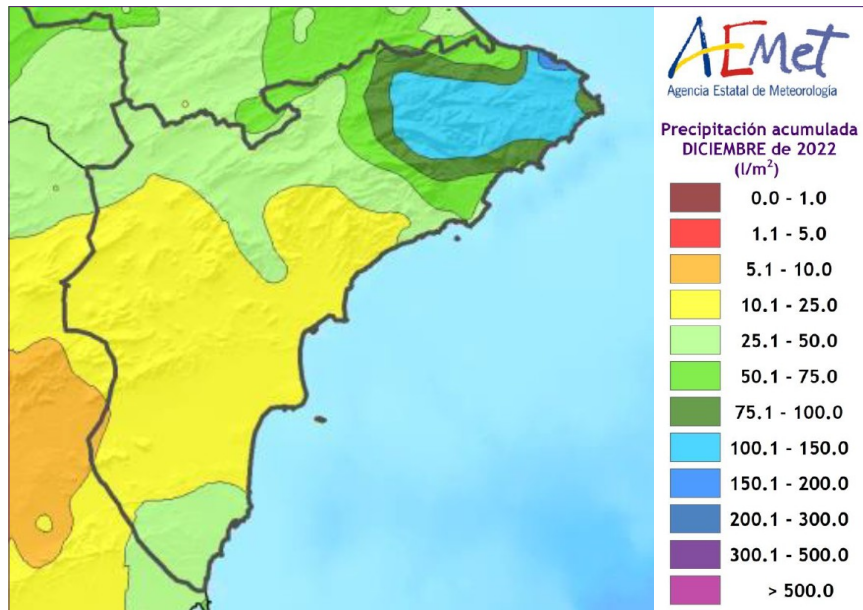 AEMet
Agencia Estatal de Meteorología
Precipitación acumulada
DICIEMBRE de 2022
(l/m²)
0.0 - 1.0
1.1 - 5.0
5.1 - 10.0
10.1 - 25.0
25.1 - 50.0
50.1 - 75.0
75.1 - 100.0
100.1 - 150.0
150.1 - 200.0
200.1 - 300.0
300.1 - 500.0
> 500.0